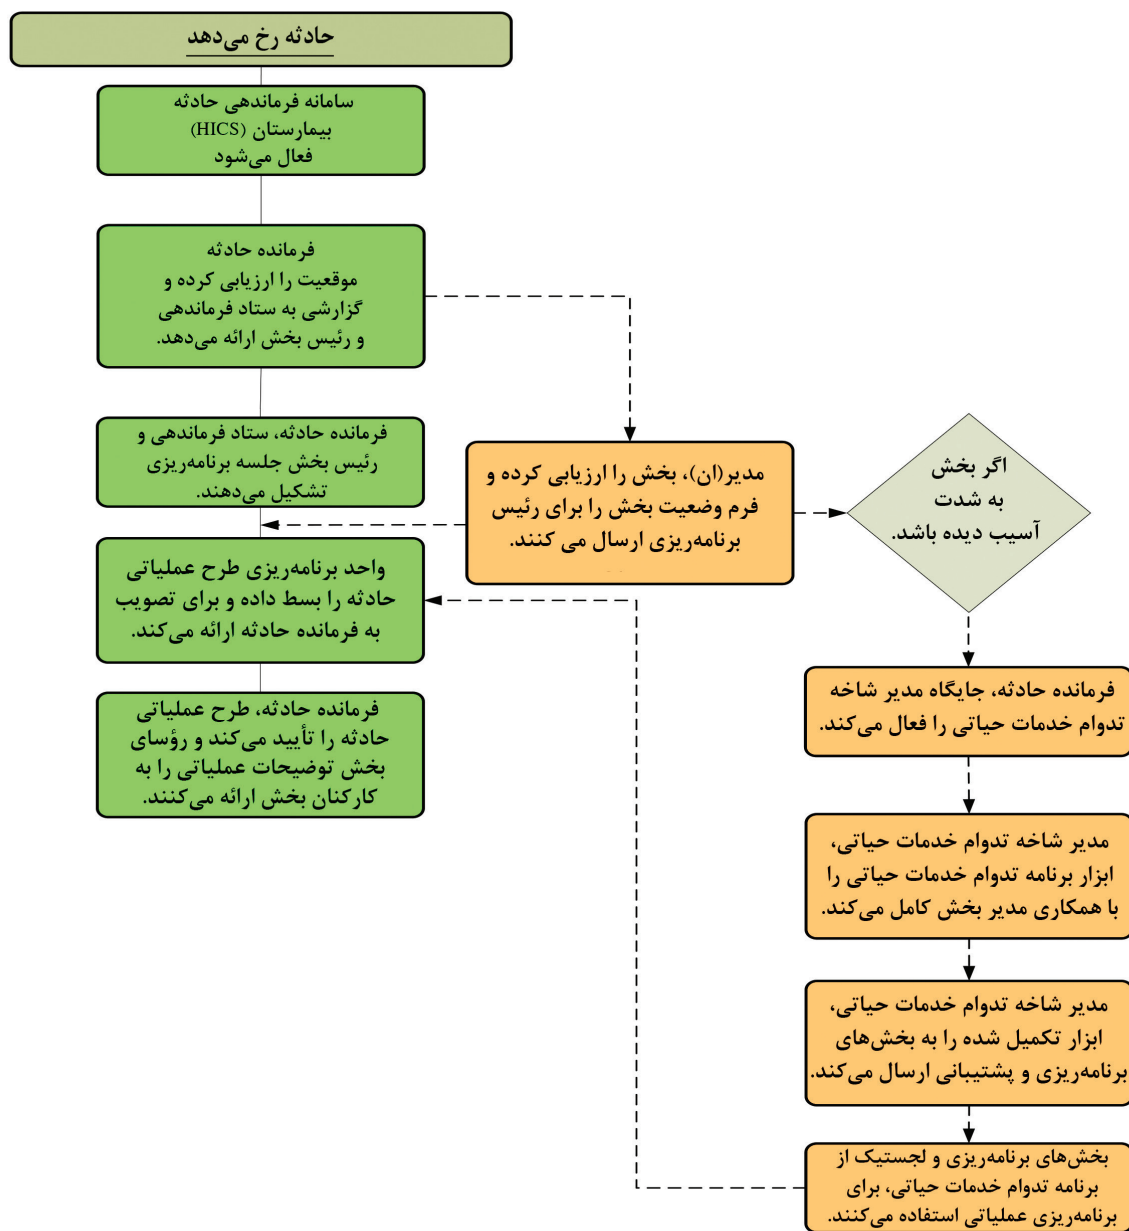 حادثه رخ می‌دهد
سامانه فرماندهی حادثه
بیمارستان (HICS)
فعال می‌شود
فرمانده حادثه
موقعیت را ارزیابی کرده و
گزارشی به ستاد فرماندهی
و رئیس بخش ارائه می‌دهد.
فرمانده حادثه، ستاد فرماندهی و
رئیس بخش جلسه برنامه‌ریزی
تشکیل می‌دهند.
واحد برنامه‌ریزی طرح عملیاتی
حادثه را بسط داده و برای تصویب
به فرمانده حادثه ارائه می‌کند.
فرمانده حادثه، طرح عملیاتی
حادثه را تأیید می‌کند و رؤسای
بخش توضیحات عملیاتی را به
کارکنان بخش ارائه می‌کنند.
مدیر(ان)، بخش را ارزیابی کرده و
فرم وضعیت بخش را برای رئیس
برنامه‌ریزی ارسال می کنند.
اگر بخش
به شدت
آسیب دیده باشد.
فرمانده حادثه، جایگاه مدیر شاخه
تدوام خدمات حیاتی را فعال می‌کند.
مدیر شاخه تدوام خدمات حیاتی،
ابزار برنامه تدوام خدمات حیاتی را
با همکاری مدیر بخش کامل می‌کند.
مدیر شاخه تدوام خدمات حیاتی،
ابزار تکمیل شده را به بخش‌های
برنامه‌ریزی و پشتیبانی ارسال می‌کند.
بخش‌های برنامه‌ریزی و لجستیک از
برنامه تدوام خدمات حیاتی، برای
برنامه‌ریزی عملیاتی استفاده می‌کنند.